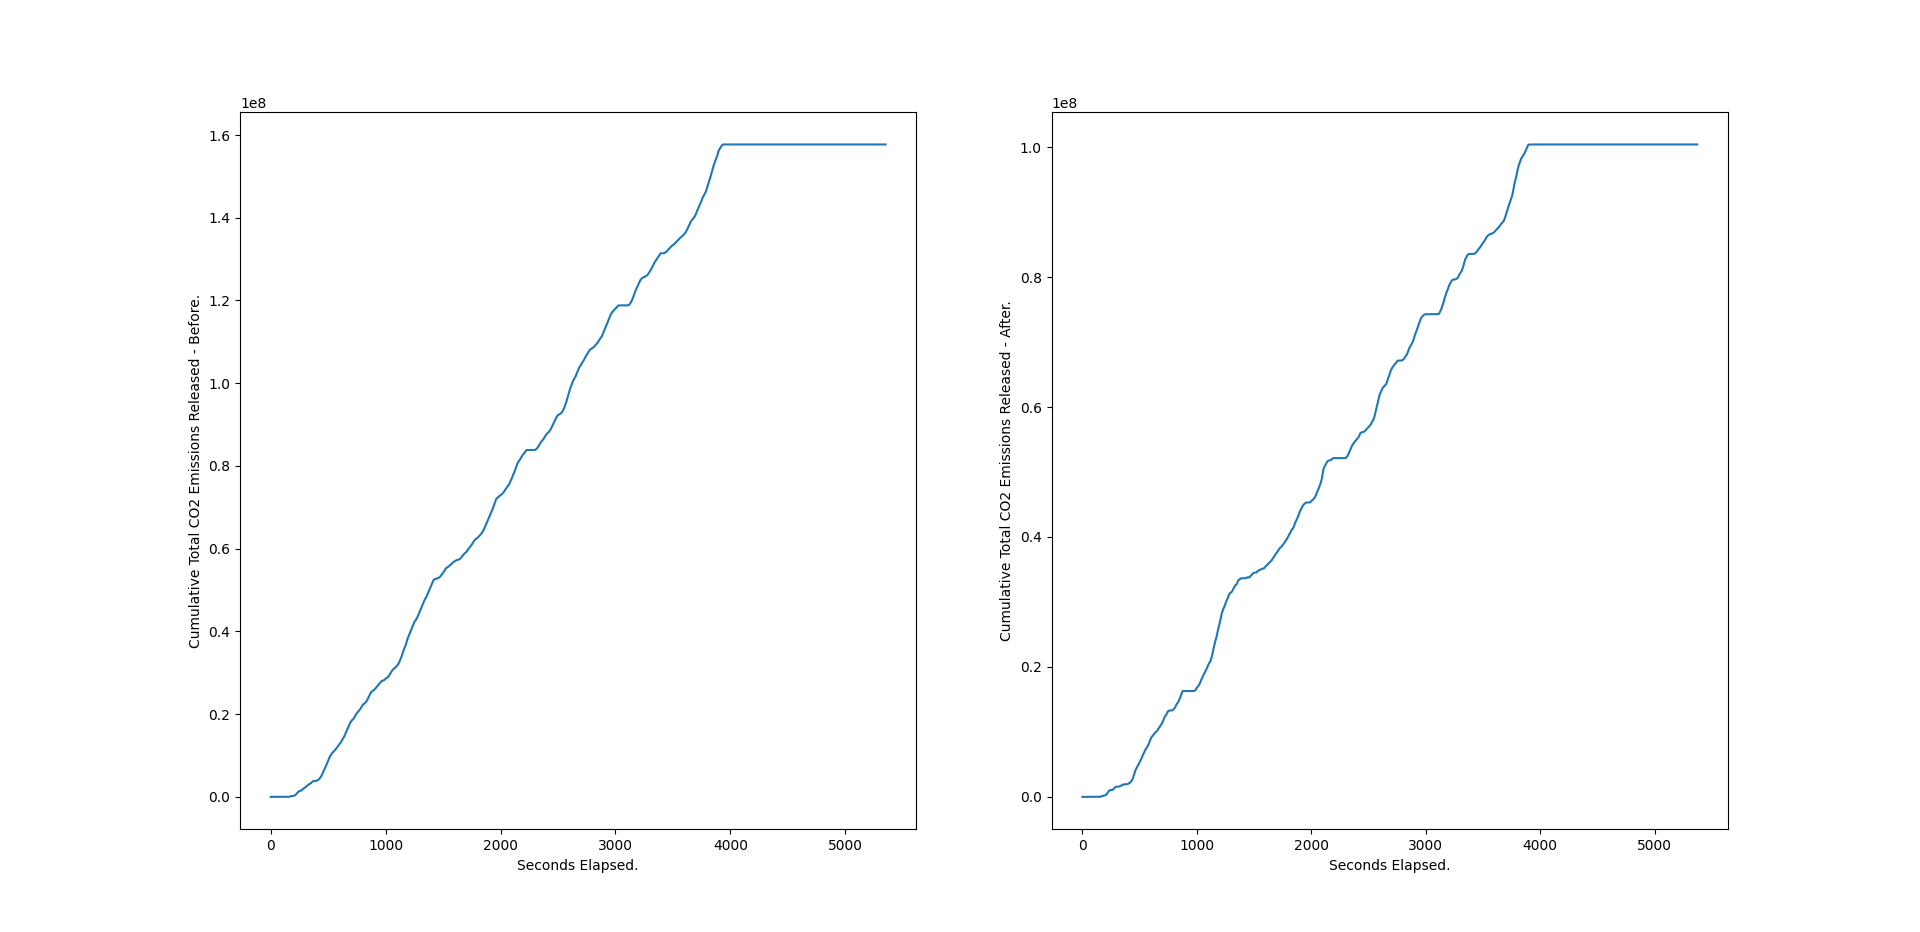 1e8
1.6
1.4
1.2
1.0
0.8
0.6
0.4
0.2
0.0
Cumulative Total CO2 Emissions Released - Before.
0 1000 2000 3000 4000 5000
Seconds Elapsed.
1e8
1.0
0.8
0.6
0.4
0.2
0.0
Cumulative Total CO2 Emissions Released - After.
0 1000 2000 3000 4000 5000
Seconds Elapsed.